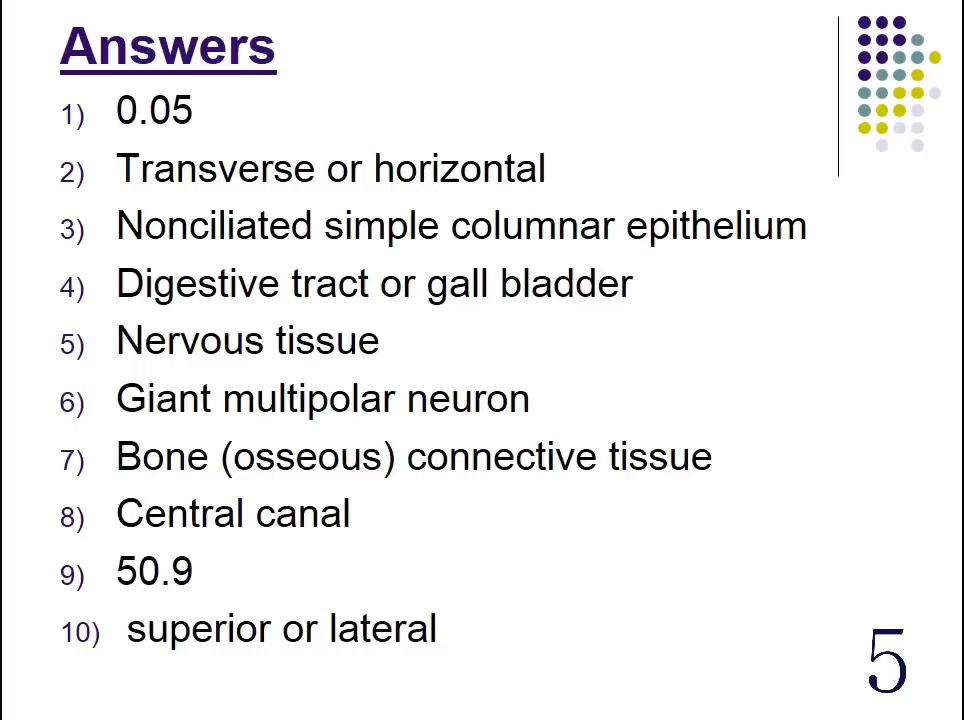 Answers
1) 0.05
2) Transverse or horizontal
3) Nonciliated simple columnar epithelium
4) Digestive tract or gall bladder
5) Nervous tissue
6) Giant multipolar neuron
7) Bone (osseous) connective tissue
8) Central canal
9) 50.9
10) superior or lateral
5